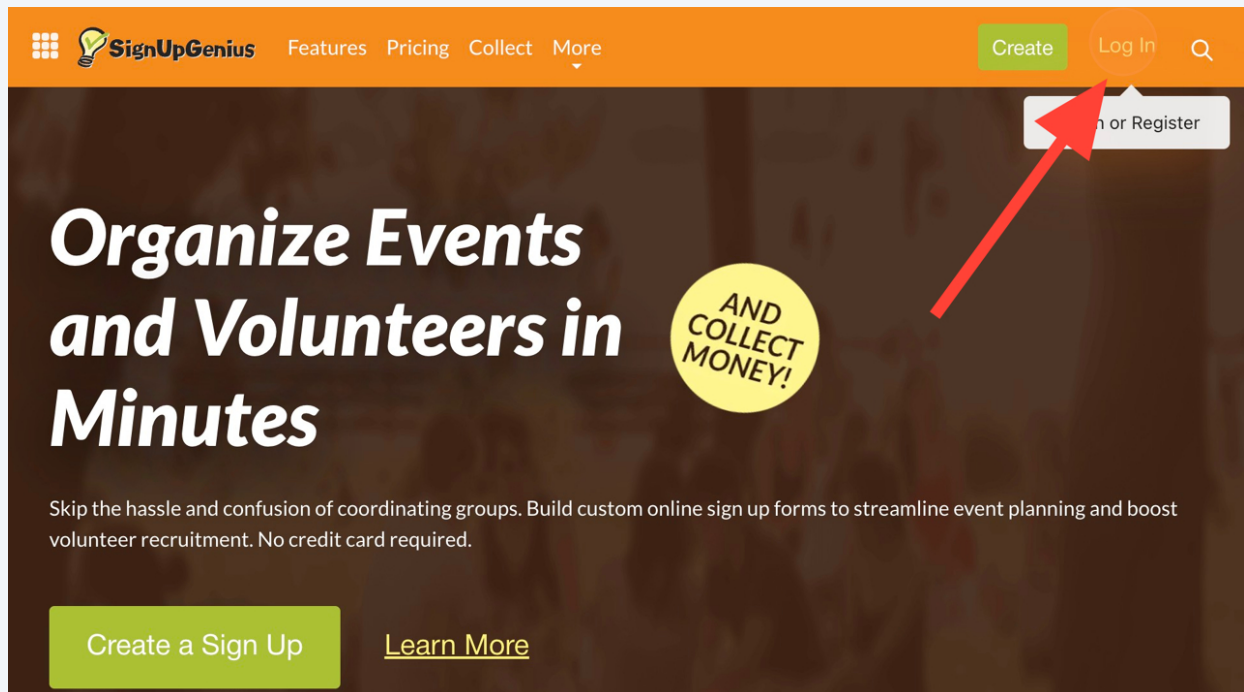 SignUpGenius Features Pricing Collect More Create Log In
or Register
Organize Events
and Volunteers in
Minutes
AND
COLLECT
MONEY!
Skip the hassle and confusion of coordinating groups. Build custom online sign up forms to streamline event planning and boost
volunteer recruitment. No credit card required.
Create a Sign Up Learn More